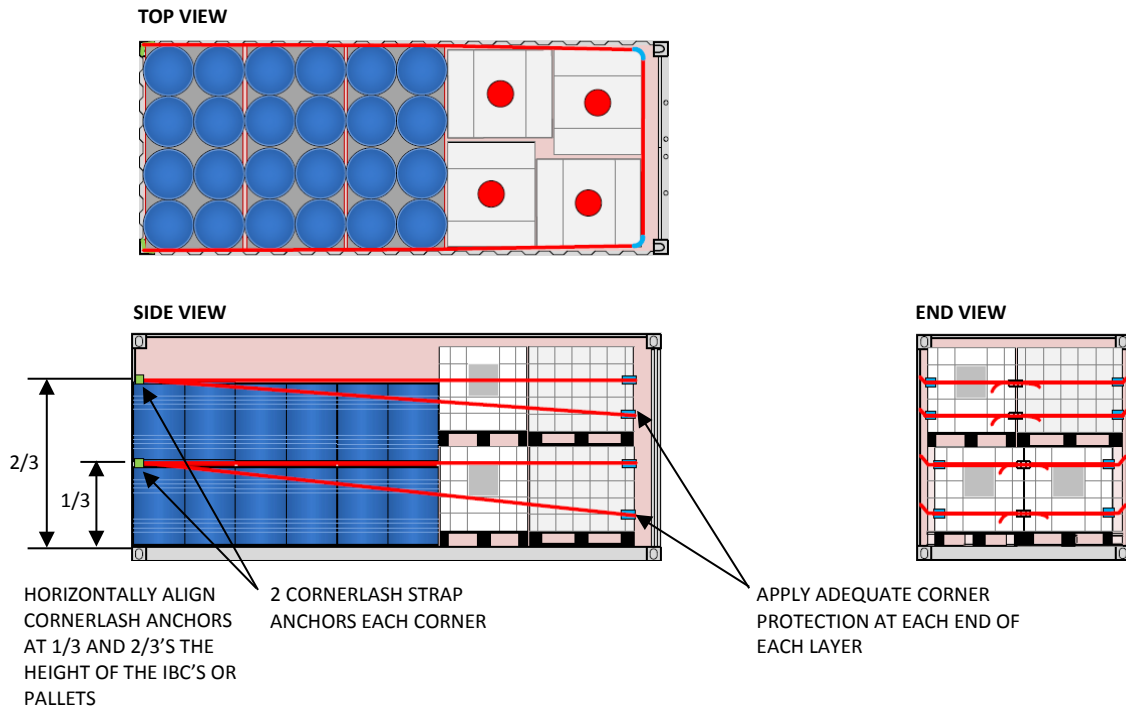 TOP VIEW
SIDE VIEW
END VIEW
2/3
1/3
HORIZONTALLY ALIGN
CORNERLASH ANCHORS
AT 1/3 AND 2/3'S THE
HEIGHT OF THE IBC'S OR
PALLETS
2 CORNERLASH STRAP
ANCHORS EACH CORNER
APPLY ADEQUATE CORNER
PROTECTION AT EACH END OF
EACH LAYER